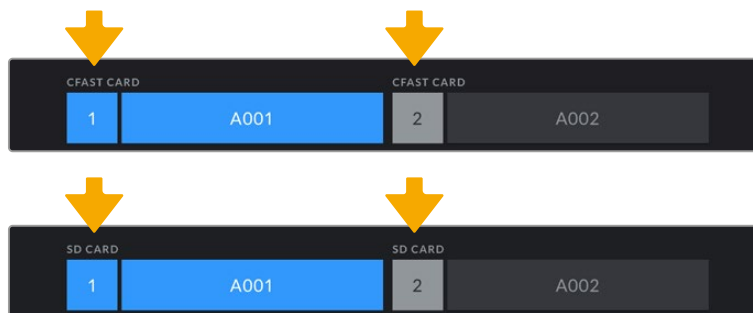 CFAST CARD CFAST CARD
1 A001 2 A002
SD CARD SD CARD
1 A001 2 A002